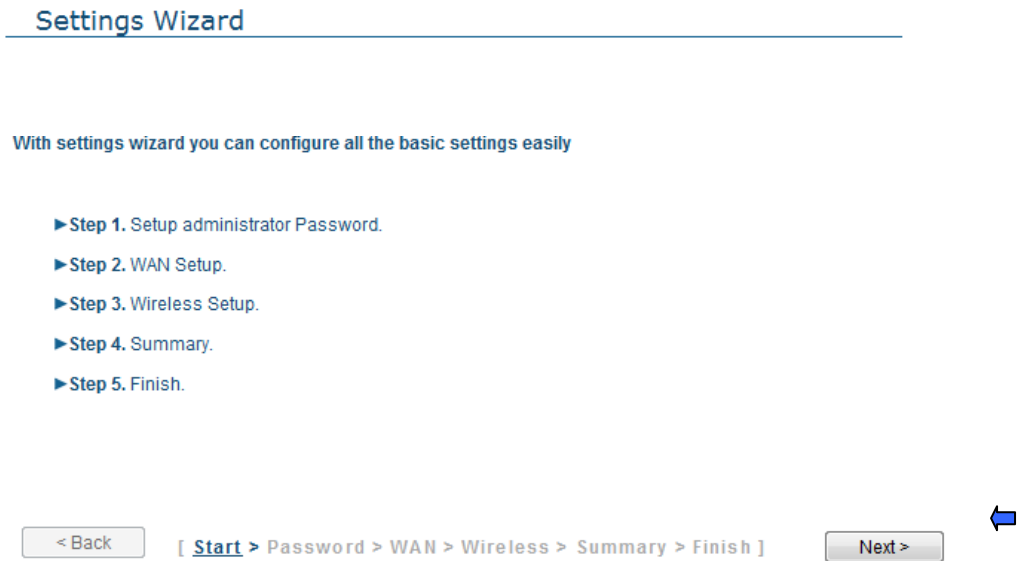 Settings Wizard
With settings wizard you can configure all the basic settings easily
►Step 1. Setup administrator Password.
►Step 2. WAN Setup.
►Step 3. Wireless Setup.
►Step 4. Summary.
►Step 5. Finish.
< Back [ Start > Password > WAN > Wireless > Summary > Finish ] Next >